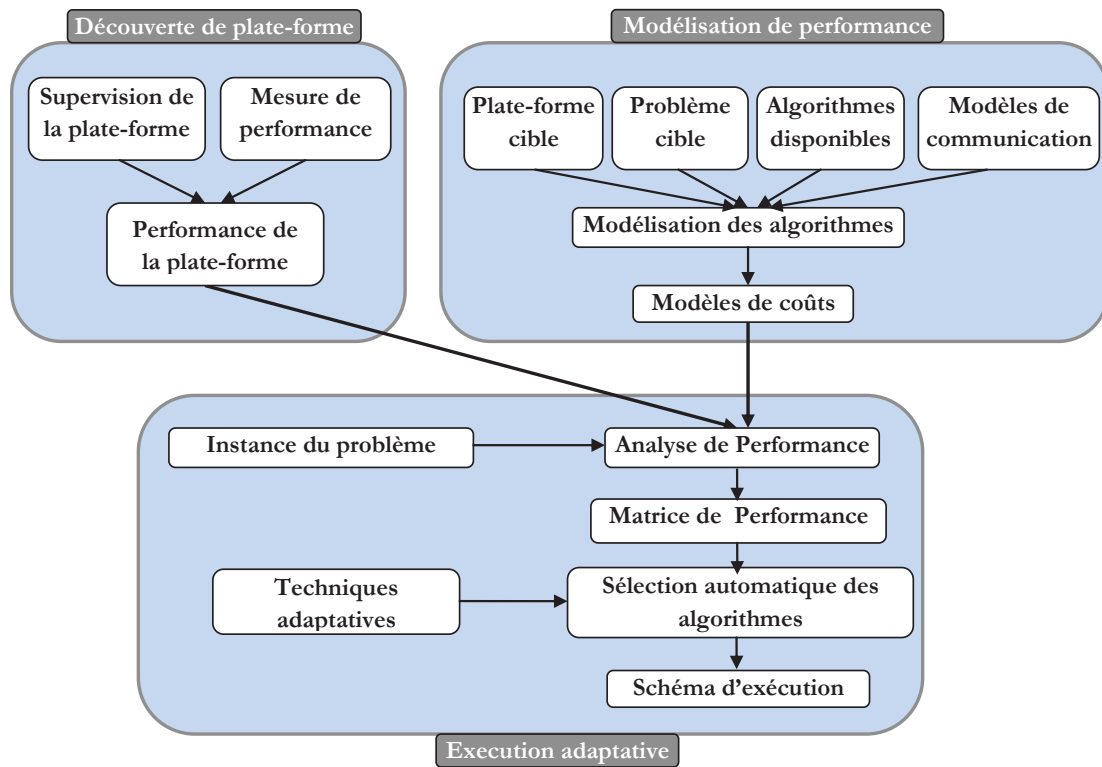 Découverte de plate-forme
Supervision de
la plate-forme
Mesure de
performance
Performance de
la plate-forme
Modélisation de performance
Plate-forme
cible
Problème
cible
Algorithmes
disponibles
Modèles de
communication
Modélisation des algorithmes
Modèles de coûts
Instance du problème
Analyse de Performance
Matrice de Performance
Techniques
adaptatives
Sélection automatique des
algorithmes
Schéma d'exécution
Execution adaptative